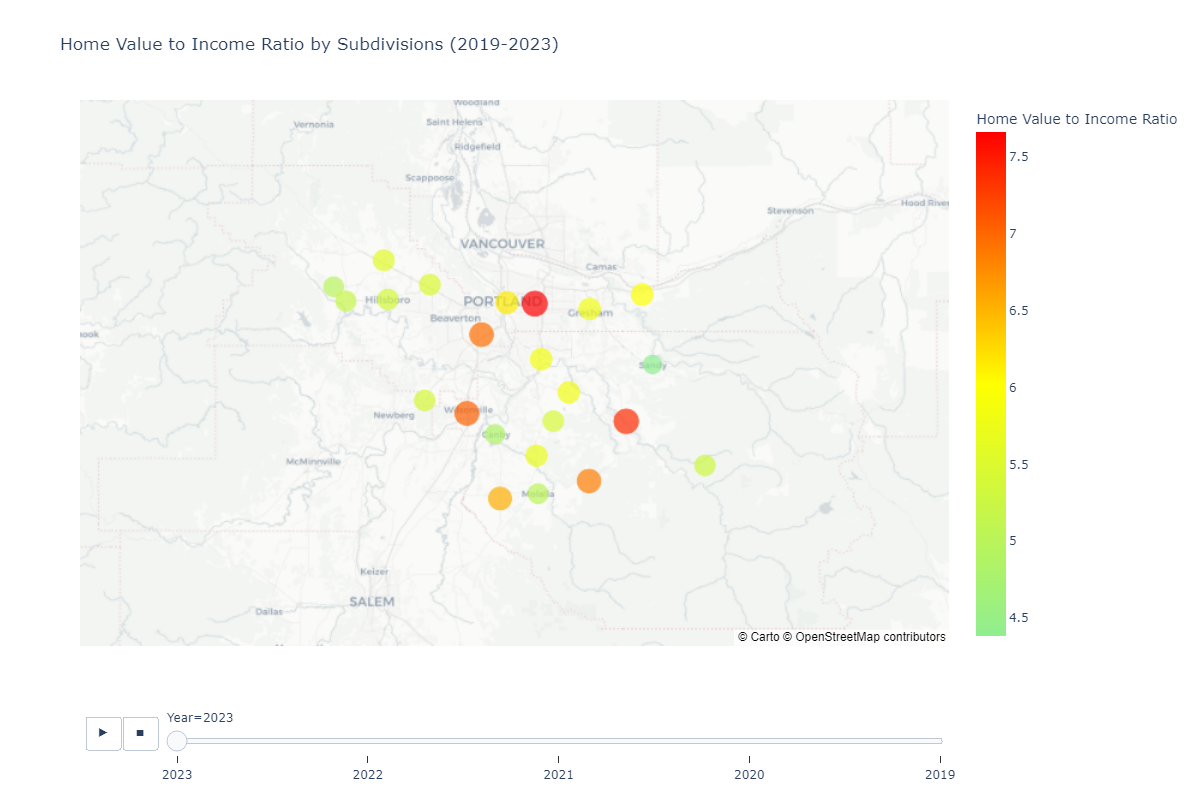 Home Value to Income Ratio by Subdivisions (2019-2023)
Home Value to Income Ratio
7.5
7
6.5
6
5.5
5
4.5
Woodland
Vernonia
Saint Helens
Ridgefield
Scappoose
Stevenson
Hood River
VANCOUVER
Camas
Hillsboro
PORTLAND
Gresham
Beaverton
ook
Sandy
Newberg
Wilsonville
Canby
McMinnville
Molalla
Keizer
SALEM
Dallas
© Carto © OpenStreetMap contributors
Year=2023
2023
2022
2021
2020
2019